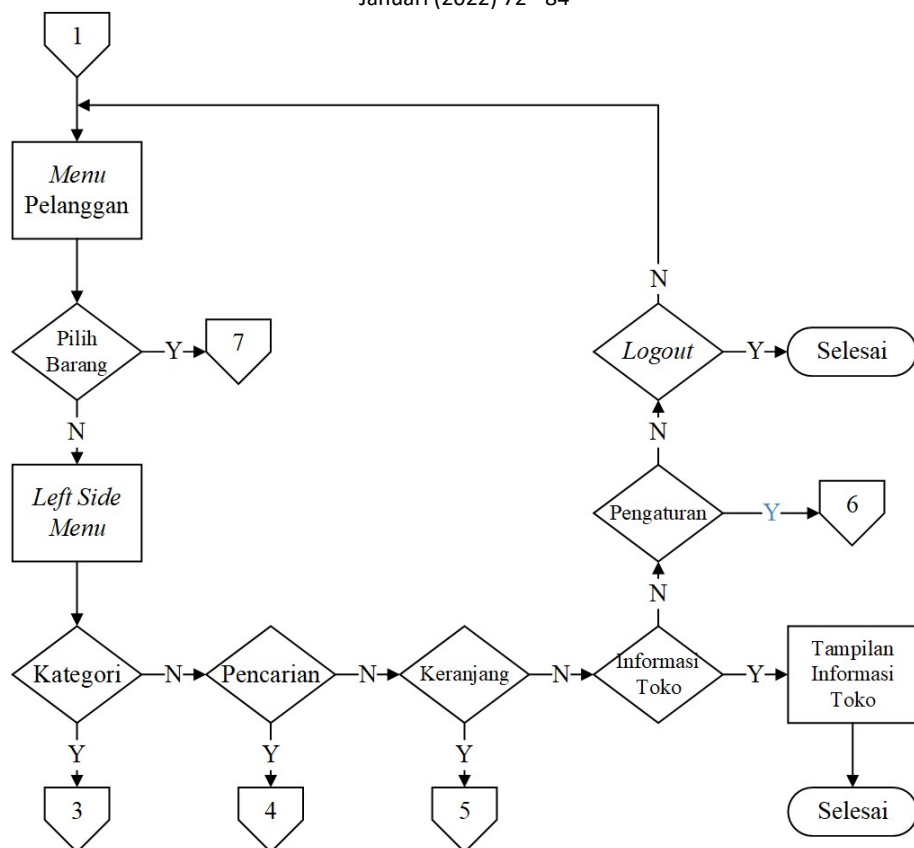 Januari (2022) 72 - 84
1
Menu
Pelanggan
Pilih
Barang
Y
7
N
Left Side
Menu
Kategori
N
Pencarian
N
Keranjang
N
Informasi
Toko
Y
Tampilan
Informasi
Toko
Selesai
Y
3
Y
4
Y
5
N
Pengaturan
Y
6
N
Logout
Y
Selesai
N